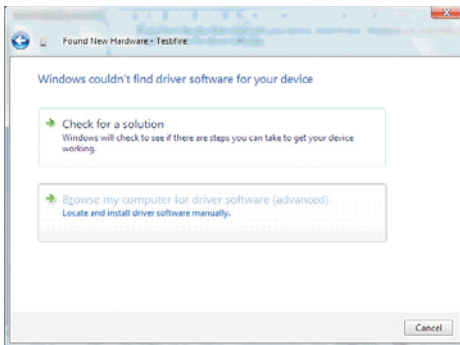 Found New Hardware - Testifire
Windows couldn't find driver software for your device
Check for a solution
Windows will check to see if there are steps you can take to get your device
working.
Browse my computer for driver software (advanced)
Locate and install driver software manually.
Cancel